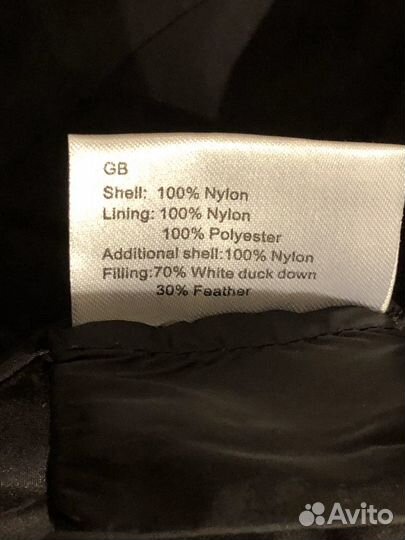 GB
Shell: 100% Nylon
Lining: 100% Nylon
100% Polyester
Additional shell:100% Nylon
Filling:70% White duck down
30% Feather
Avito